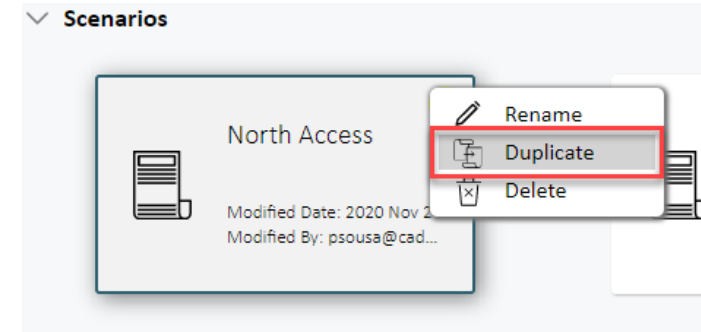 Scenarios
North Access
Rename
Duplicate
Delete
Modified Date: 2020 Nov 2
Modified By: psousa@cad...